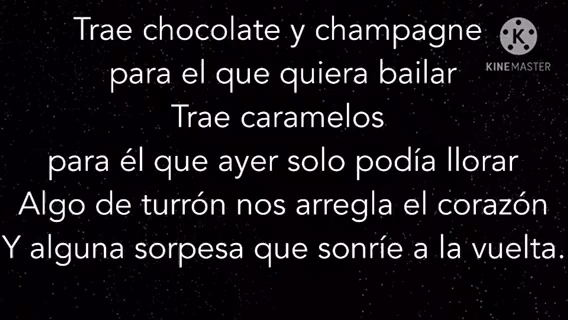 Trae chocolate y champagne
para el que quiera bailar
Trae caramelos
para él que ayer solo podía llorar
Algo de turrón nos arregla el corazón
Y alguna sorpresa que sonríe a la vuelta.
K
KINEMASTER